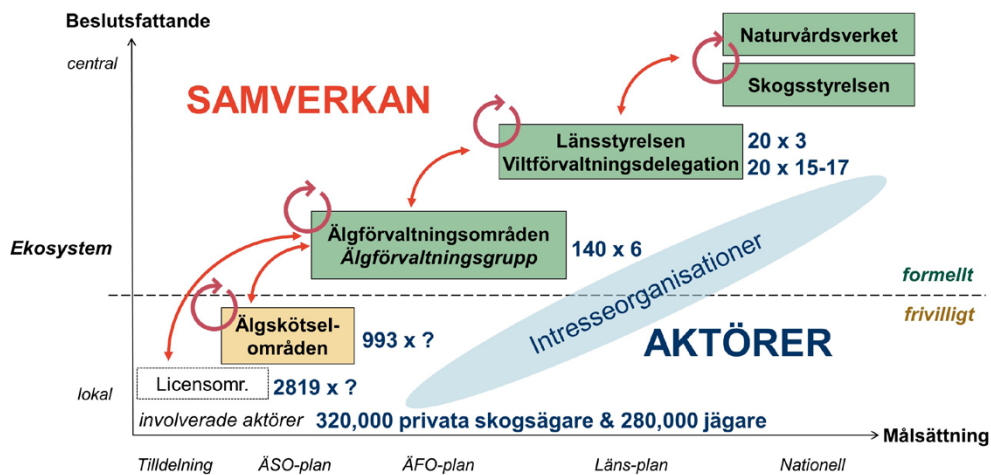 Beslutsfattande
central
Naturvårdsverket
Skogsstyrelsen
SAMVERKAN
Länsstyrelsen
Viltförvaltningsdelegation
20 x 3
20 x 15-17
Ekosystem
Älgförvaltningsområden
Älgförvaltningsgrupp
140 x 6
Intresseorganisationer
formellt
frivilligt
Älgskötsel-
områden
993 x ?
AKTÖRER
lokal
Licensomr.
2819 x ?
involverade aktörer 320,000 privata skogsägare & 280,000 jägare
Målsättning
Tilldelning ÄSO-plan ÄFO-plan Läns-plan Nationell